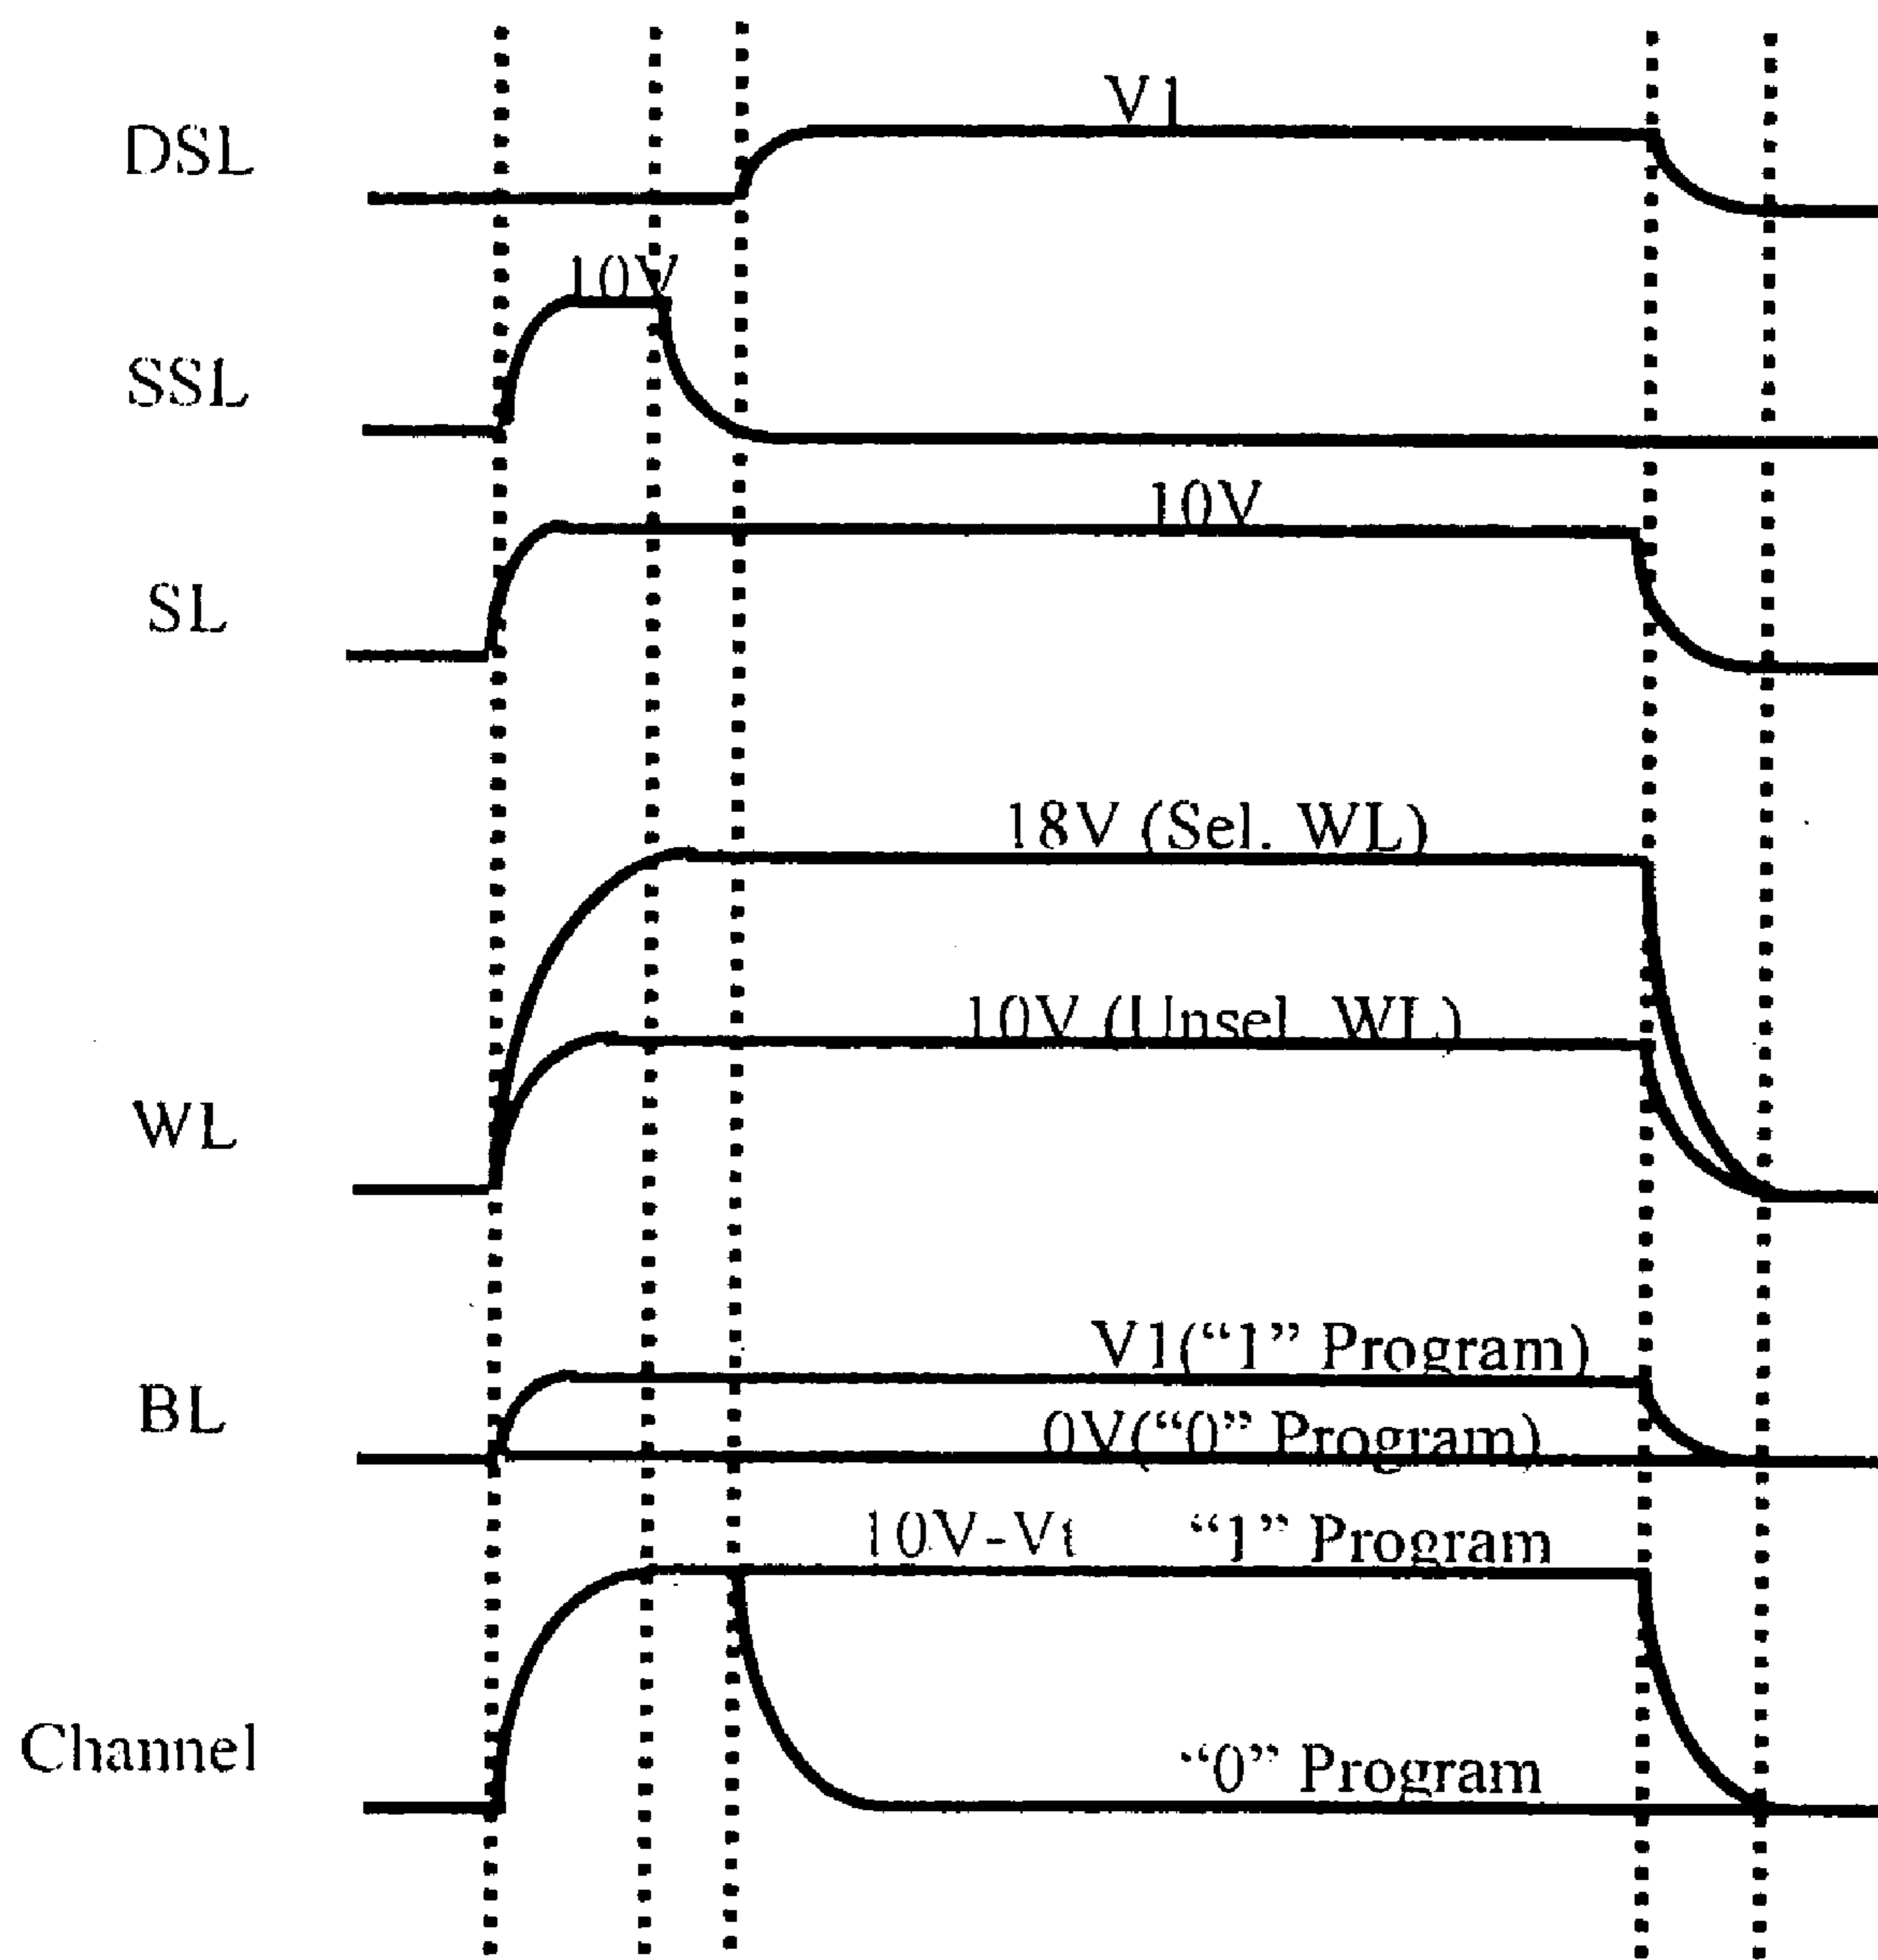 V1
DSL
10V
SSL
10V
SL
18V (Sel. WL)
10V (Unsel. WL)
WL
V1(“1” Program)
BL
0V(“0” Program)
10V-Vt “1” Program
Channel
“0” Program